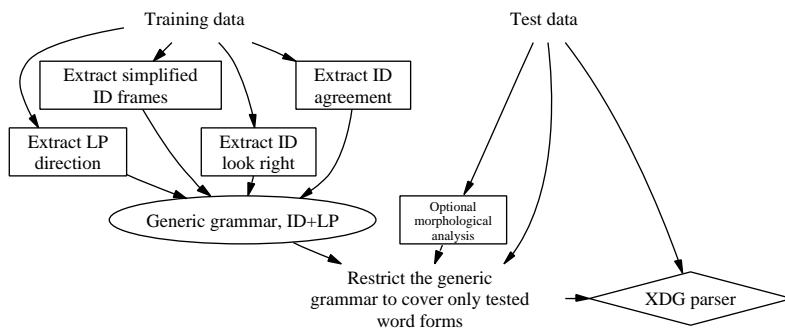 Training data
Test data
Extract simplified
ID frames
Extract ID
agreement
Extract LP
direction
Extract ID
look right
Generic grammar, ID+LP
Optional
morphological
analysis
Restrict the generic
grammar to cover only tested
word forms
XDG parser